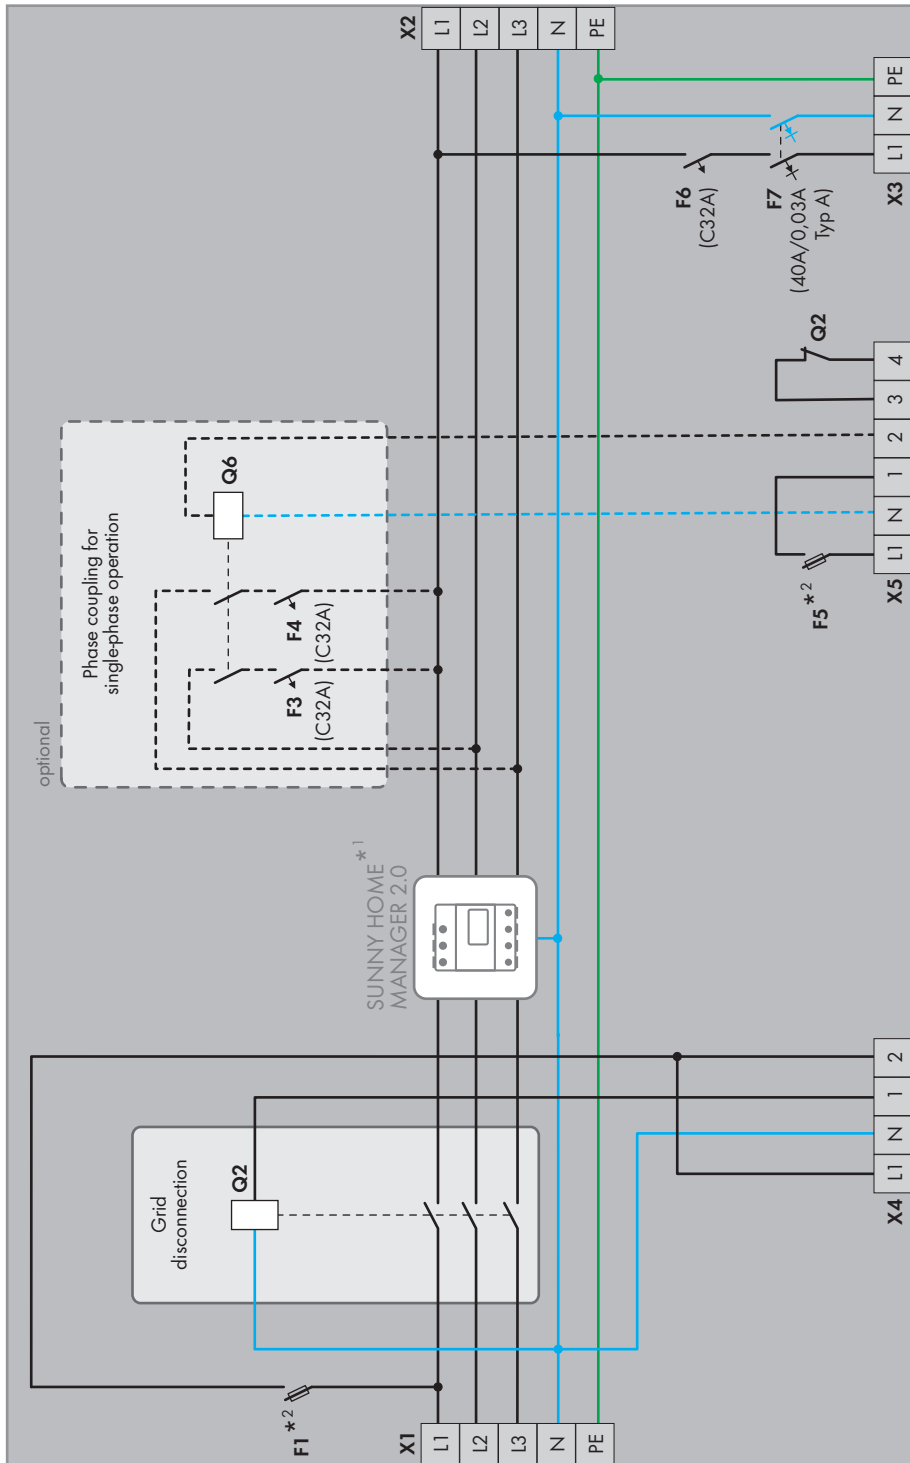 X2
L1
L2
L3
N
PE
PE
N
L1
X3
F6
(C32A)
F7
(40A/0,03A
Typ A)
Q2
4
3
2
1
N
L1
X5
F5 *2
optional
Phase coupling for
single-phase operation
Q6
F4
(C32A)
F3
(C32A)
SUNNY HOME *1
MANAGER 2.0
Grid
disconnection
Q2
2
1
N
L1
X4
F1 *2
X1
L1
L2
L3
N
PE